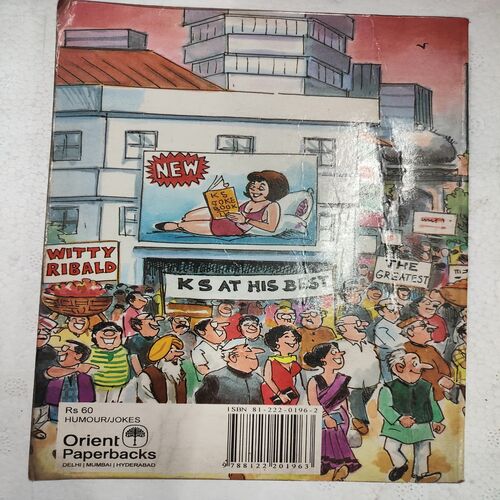 NEW
KS
JOKE
BOOK
WITTY
RIBALD
THE
GREATEST
KS AT HIS BEST
Rs 60
HUMOUR/JOKES
Orient
Paperbacks
DELHI | MUMBAI | HYDERABAD
ISBN 81-222-0196-2
9 788122 201963